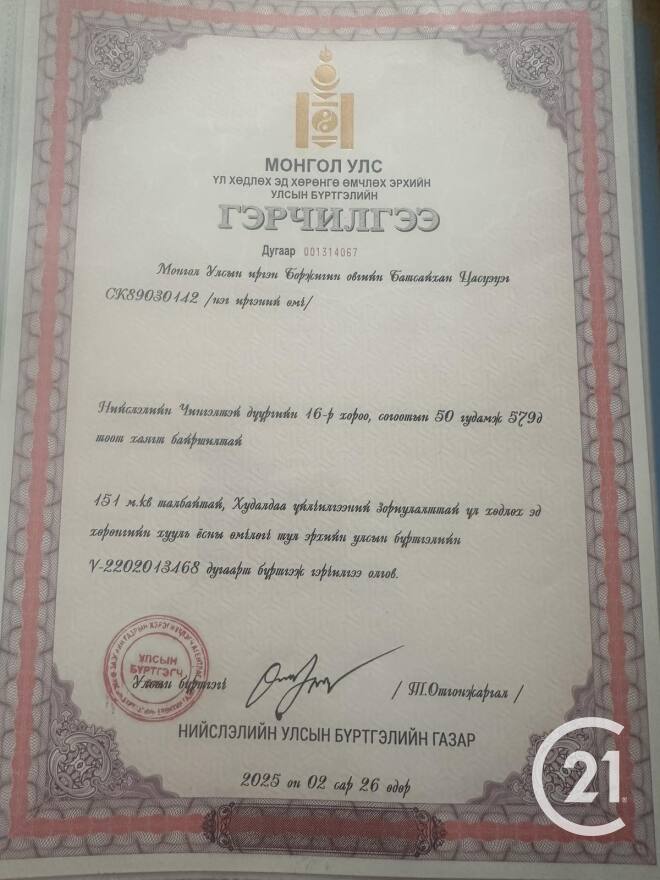 МОНГОЛ УЛС
ҮЛ ХӨДЛӨХ ЭД ХӨРӨНГӨ ӨМЧЛӨХ ЭРХИЙН
УЛСЫН БҮРТГЭЛИЙН
ГЭРЧИЛГЭЭ
Дугаар 001314067
Монгол Улсын иргэн Боржигин овгийн Батсайхан Цасүүэг
СК89030142 /нэг иргэний өмч/
Нийслэлийн Чингэлтэй дүүргийн 16-р хороо, согоотын 50 гудамж 579д
тоот хаягт байршилтай
151 м.кв талбайтай, Худалдаа үйлчилгээний Зориулалттай үл хөдлөх эд
хөрөнгийн хууль ёсны өмчлөгч тул эрхийн улсын бүртгэлийн
Ү-2202013468 дугаарт бүртгэж гэрчилгээ олгов.
УЛСЫН
БҮРТГЭГЧ
Улсын бүртгэгч
/ Т.Отгонжаргал /
НИЙСЛЭЛИЙН УЛСЫН БҮРТГЭЛИЙН ГАЗАР
2025 он 02 сар 26 өдөр
C21